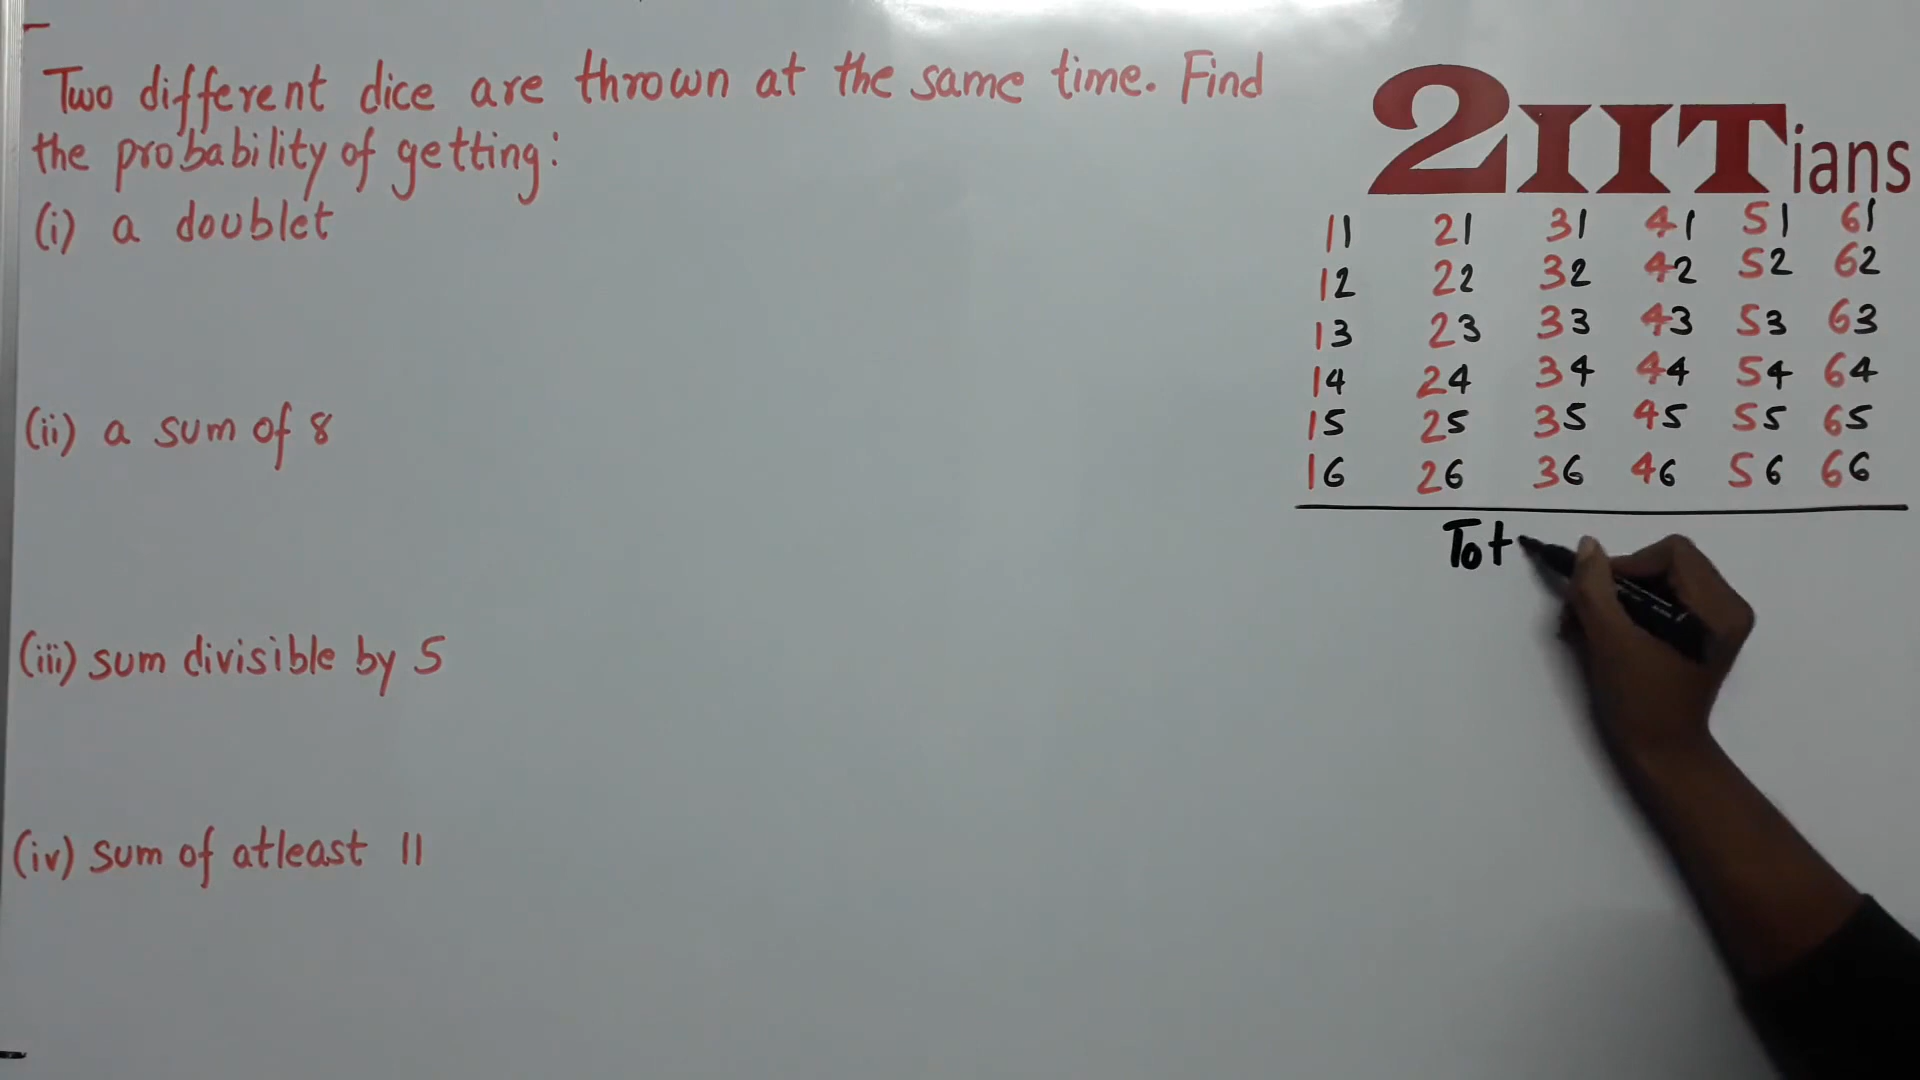 Two different dice are thrown at the same time. Find
the probability of getting:
(i) a doublet
(ii) a sum of 8
(iii) sum divisible by 5
(iv) sum of atleast 11
2IITians
11 21 31 41 51 61
12 22 32 42 52 62
13 23 33 43 53 63
14 24 34 44 54 64
15 25 35 45 55 65
16 26 36 46 56 66
Tot